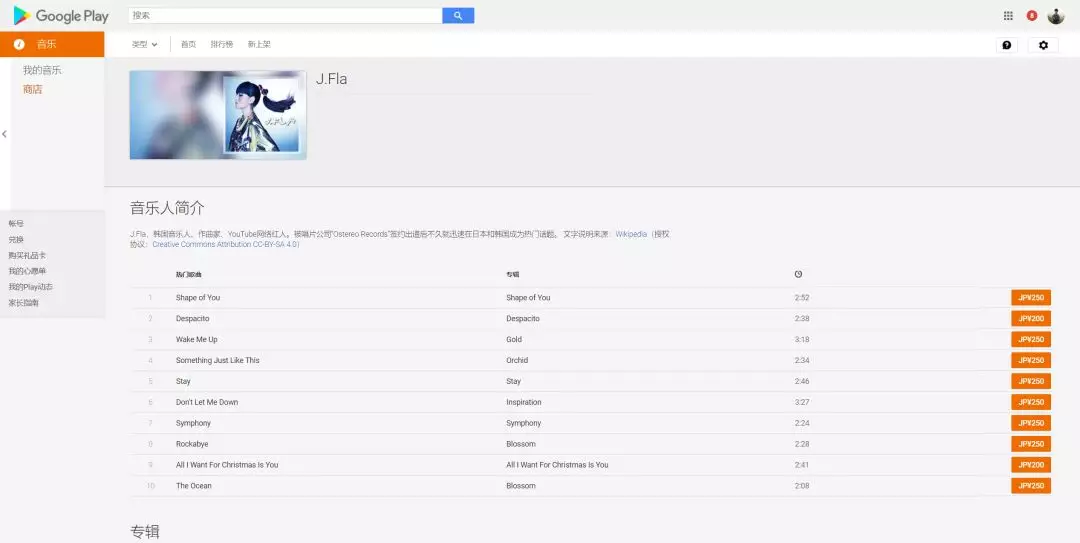 Google Play
搜索
8
音乐
类型
首页
排行榜
新上架
我的音乐
商店
J.Fla
J.FLA
帐号
兑换
购买礼品卡
我的心愿单
我的Play动态
家长指南
音乐人简介
J.Fla，韩国音乐人、作曲家、YouTube网络红人。被唱片公司“Ostereo Records”签约出道后不久就迅速在日本和韩国成为热门话题。 文字说明来源：Wikipedia（授权
协议：Creative Commons Attribution CC-BY-SA 4.0）
热门歌曲 专辑
1 Shape of You Shape of You 2:52 JP¥250
2 Despacito Despacito 2:38 JP¥200
3 Wake Me Up Gold 3:18 JP¥250
4 Something Just Like This Orchid 2:34 JP¥250
5 Stay Stay 2:46 JP¥250
6 Don't Let Me Down Inspiration 3:27 JP¥250
7 Symphony Symphony 2:24 JP¥250
8 Rockabye Blossom 2:28 JP¥250
9 All I Want For Christmas Is You All I Want For Christmas Is You 2:41 JP¥200
10 The Ocean Blossom 2:08 JP¥250
专辑